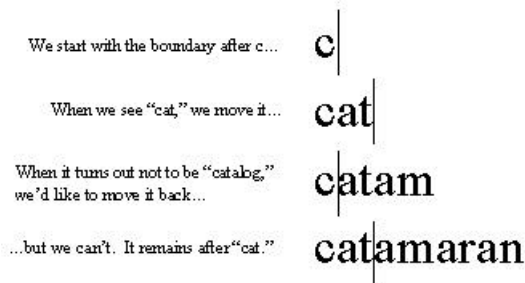 We start with the boundary after c...
c
When we see “cat,” we move it...
cat
When it turns out not to be “catalog,”
we’d like to move it back...
catam
...but we can’t. It remains after “cat.”
catamaran